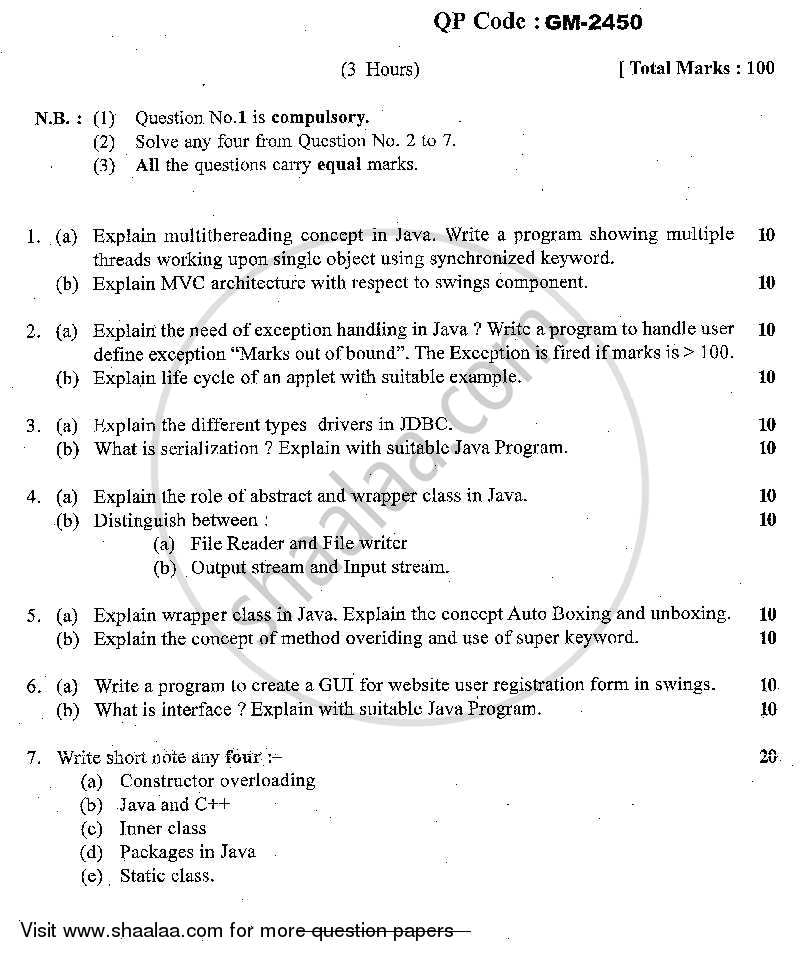 QP Code : GM-2450
(3 Hours) [ Total Marks : 100
N.B. : (1) Question No.1 is compulsory.
(2) Solve any four from Question No. 2 to 7.
(3) All the questions carry equal marks.
1. (a) Explain multithereading concept in Java. Write a program showing multiple 10
threads working upon single object using synchronized keyword.
(b) Explain MVC architecture with respect to swings component. 10
2. (a) Explain the need of exception handling in Java ? Write a program to handle user 10
define exception “Marks out of bound”. The Exception is fired if marks is > 100.
(b) Explain life cycle of an applet with suitable example. 10
3. (a) Explain the different types drivers in JDBC. 10
(b) What is serialization ? Explain with suitable Java Program. 10
4. (a) Explain the role of abstract and wrapper class in Java. 10
(b) Distinguish between : 10
(a) File Reader and File writer
(b) Output stream and Input stream.
5. (a) Explain wrapper class in Java. Explain the concept Auto Boxing and unboxing. 10
(b) Explain the concept of method overiding and use of super keyword. 10
6. (a) Write a program to create a GUI for website user registration form in swings. 10
(b) What is interface ? Explain with suitable Java Program. 10
7. Write short note any four :– 20
(a) Constructor overloading
(b) Java and C++
(c) Inner class
(d) Packages in Java
(e) Static class.
shaalaa.com
Visit www.shaalaa.com for more question papers